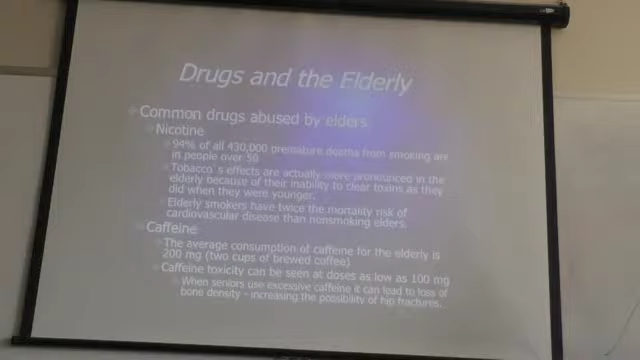 Drugs and the Elderly
Common drugs abused by elders
Nicotine
94% of all 430,000 premature deaths from smoking are
in people over 50
Tobacco's effects are actually more pronounced in the
elderly because of their inability to clear toxins as they
did when they were younger.
Elderly smokers have twice the mortality risk of
cardiovascular disease than nonsmoking elders.
Caffeine
The average consumption of caffeine for the elderly is
200 mg (two cups of brewed coffee)
Caffeine toxicity can be seen at doses as low as 100 mg
When seniors use excessive caffeine it can lead to loss of
bone density - increasing the possibility of hip fractures.